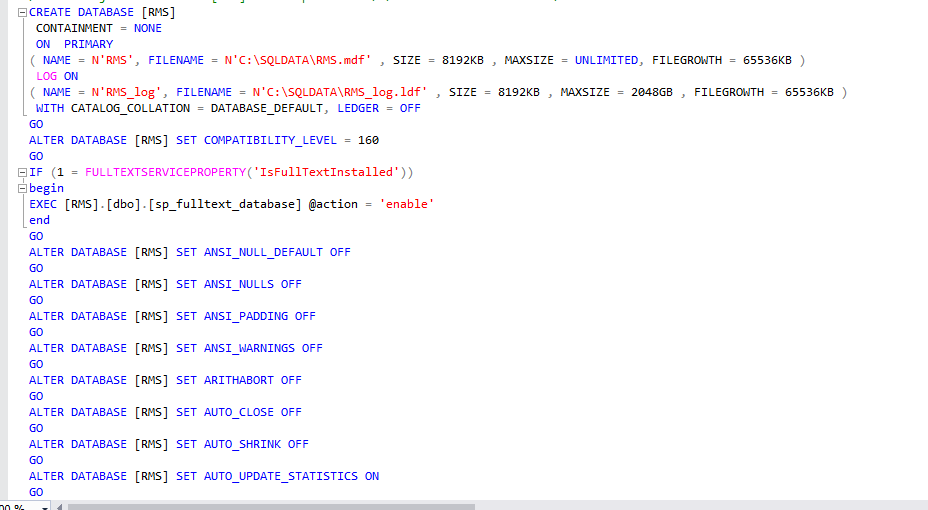 CREATE DATABASE [RMS]
CONTAINMENT = NONE
ON  PRIMARY
( NAME = N'RMS', FILENAME = N'C:\SQLDATA\RMS.mdf' , SIZE = 8192KB , MAXSIZE = UNLIMITED, FILEGROWTH = 65536KB )
LOG ON
( NAME = N'RMS_log', FILENAME = N'C:\SQLDATA\RMS_log.ldf' , SIZE = 8192KB , MAXSIZE = 2048GB , FILEGROWTH = 65536KB )
WITH CATALOG_COLLATION = DATABASE_DEFAULT, LEDGER = OFF
GO
ALTER DATABASE [RMS] SET COMPATIBILITY_LEVEL = 160
GO
IF (1 = FULLTEXTSERVICEPROPERTY('IsFullTextInstalled'))
begin
EXEC [RMS].[dbo].[sp_fulltext_database] @action = 'enable'
end
GO
ALTER DATABASE [RMS] SET ANSI_NULL_DEFAULT OFF
GO
ALTER DATABASE [RMS] SET ANSI_NULLS OFF
GO
ALTER DATABASE [RMS] SET ANSI_PADDING OFF
GO
ALTER DATABASE [RMS] SET ANSI_WARNINGS OFF
GO
ALTER DATABASE [RMS] SET ARITHABORT OFF
GO
ALTER DATABASE [RMS] SET AUTO_CLOSE OFF
GO
ALTER DATABASE [RMS] SET AUTO_SHRINK OFF
GO
ALTER DATABASE [RMS] SET AUTO_UPDATE_STATISTICS ON
GO